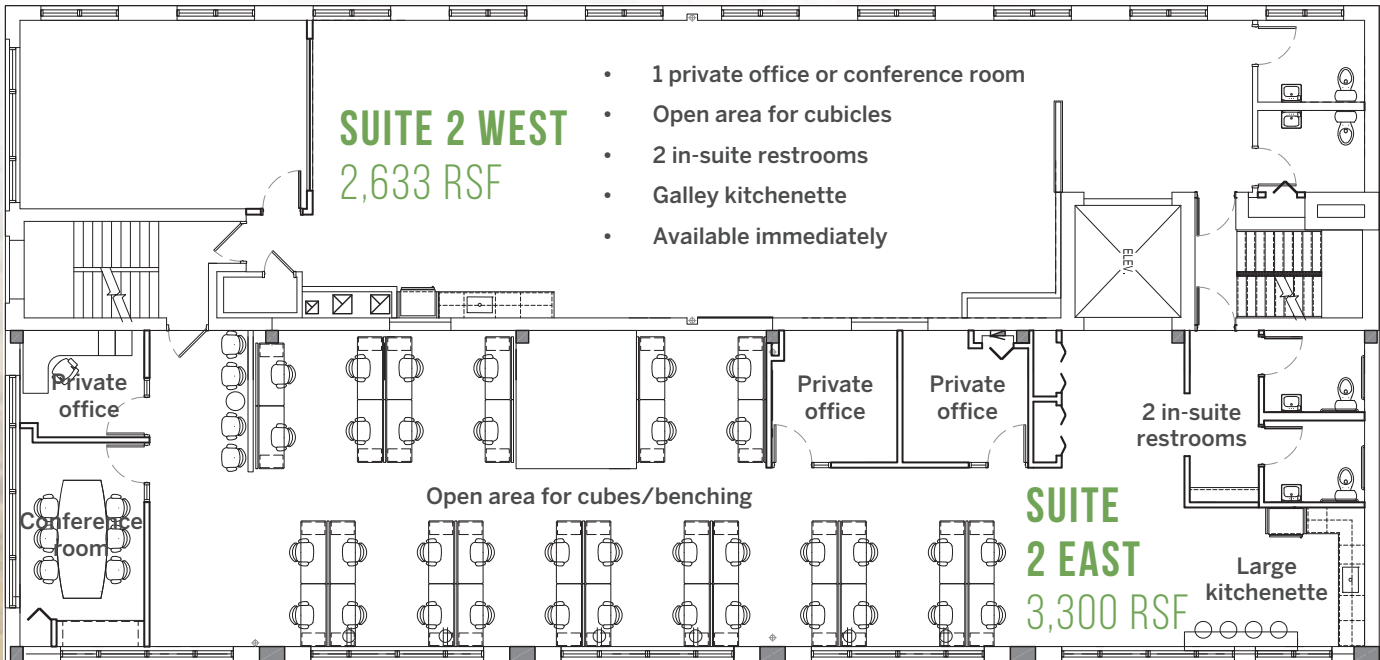 SUITE 2 WEST
2,633 RSF
• 1 private office or conference room
• Open area for cubicles
• 2 in-suite restrooms
• Galley kitchenette
• Available immediately
ELEV.
Private
office
Private
office
Private
office
2 in-suite
restrooms
Open area for cubes/benching
Conference
room
SUITE
2 EAST
3,300 RSF
Large
kitchenette